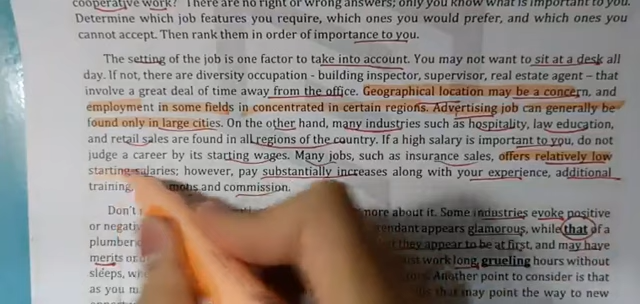 cooperative work? There are no right or wrong answers; only you know what is important to you.
Determine which job features you require, which ones you would prefer, and which ones you
cannot accept. Then rank them in order of importance to you.
The setting of the job is one factor to take into account. You may not want to sit at a desk all
day. If not, there are diversity occupation - building inspector, supervisor, real estate agent – that
involve a great deal of time away from the office. Geographical location may be a concern, and
employment in some fields in concentrated in certain regions. Advertising job can generally be
found only in large cities. On the other hand, many industries such as hospitality, law education,
and retail sales are found in all regions of the country. If a high salary is important to you, do not
judge a career by its starting wages. Many jobs, such as insurance sales, offers relatively low
starting salaries; however, pay substantially increases along with your experience, additional
training, and commission.
Don't more about it. Some industries evoke positive
or appears glamorous, while that of a
they appear to be at first, and may have
merits work long, grueling hours without
sleeps, Another point to consider is that
as you that may point the way to new